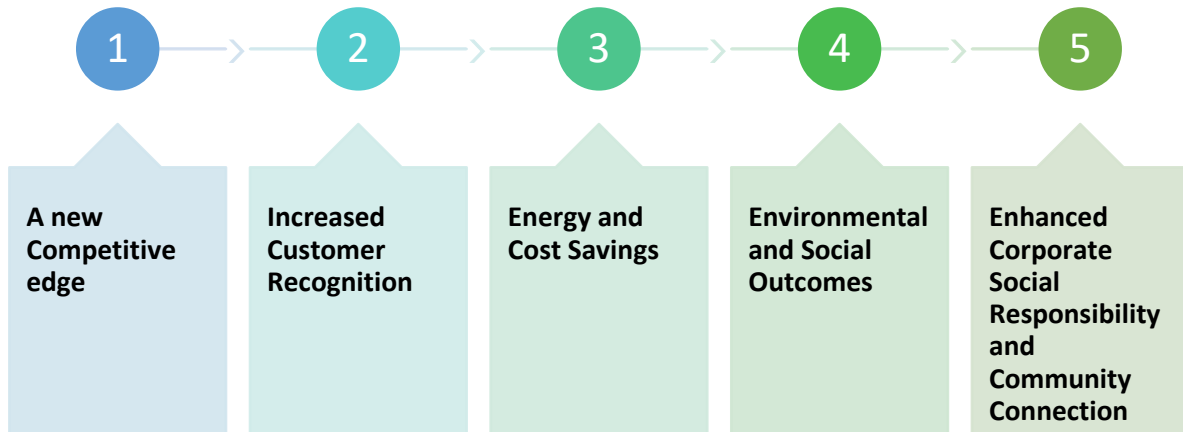 1
2
3
4
5
A new
Competitive
edge
Increased
Customer
Recognition
Energy and
Cost Savings
Environmental
and Social
Outcomes
Enhanced
Corporate
Social
Responsibility
and
Community
Connection